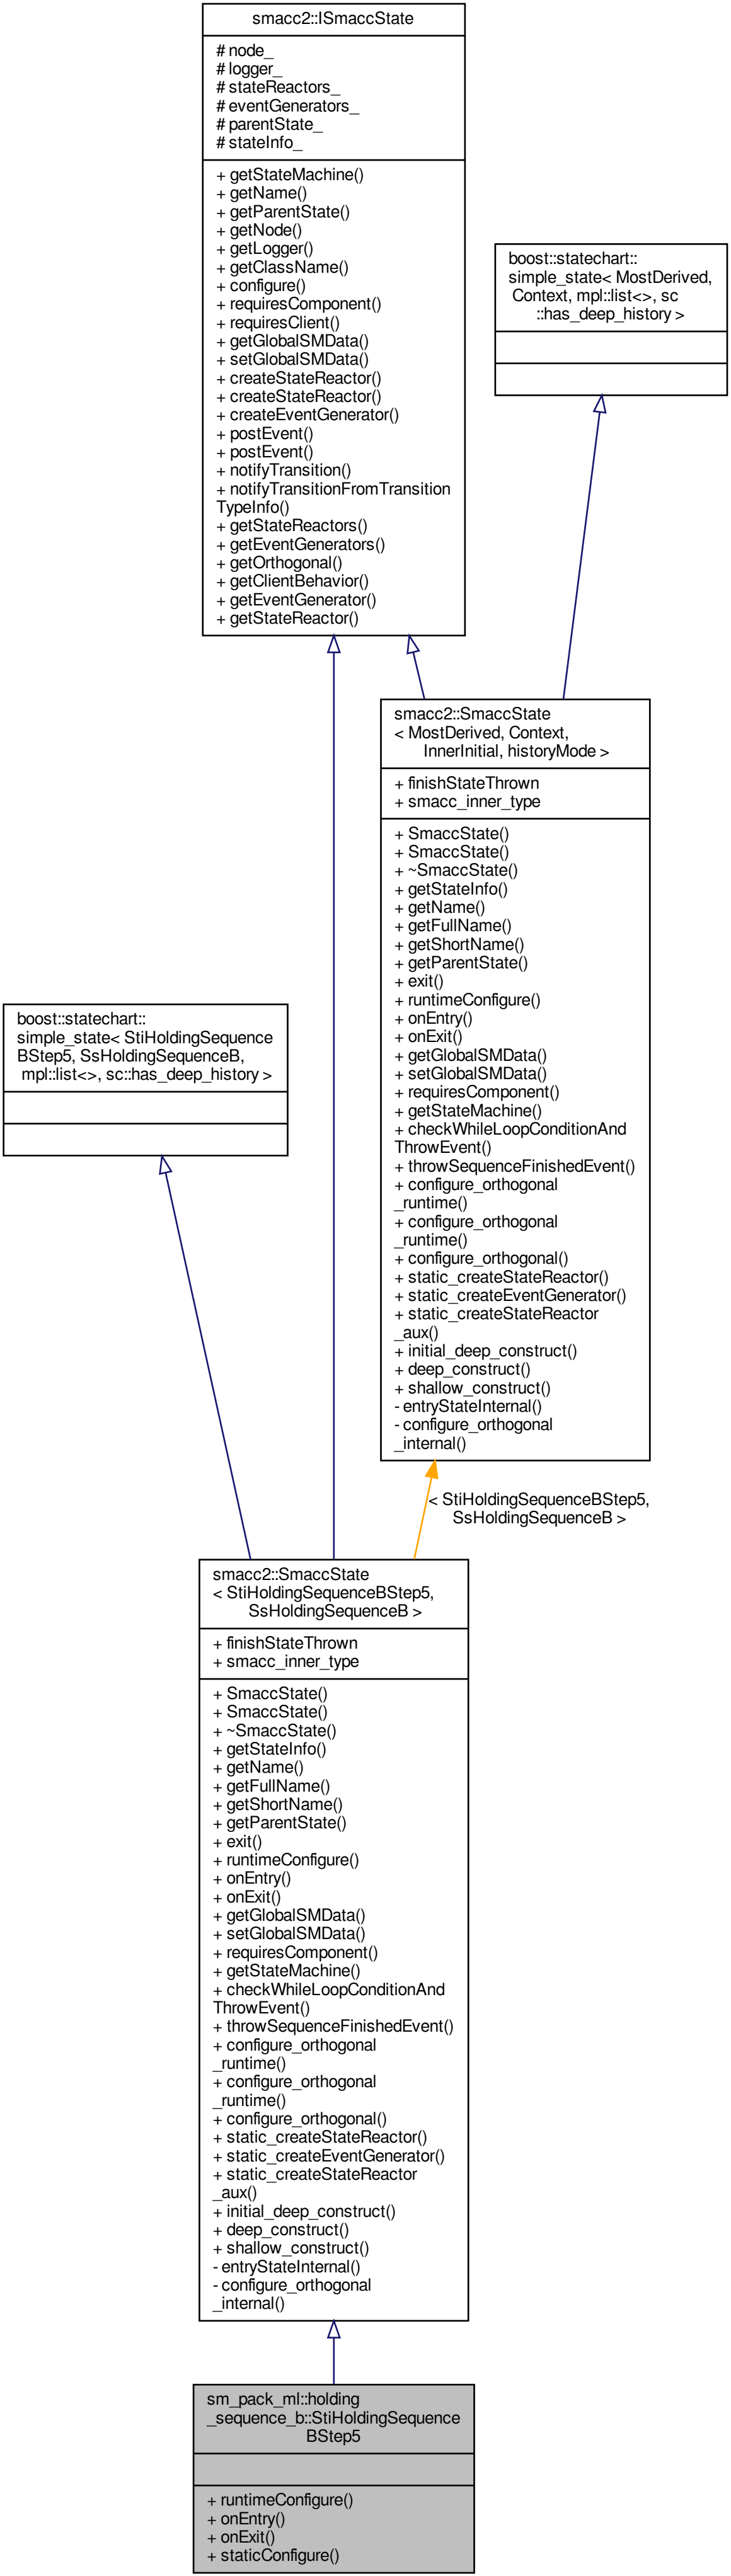 smacc2::ISmaccState
# node_
# logger_
# stateReactors_
# eventGenerators_
# parentState_
# stateInfo_
+ getStateMachine()
+ getName()
+ getParentState()
+ getNode()
+ getLogger()
+ getClassName()
+ configure()
+ requiresComponent()
+ requiresClient()
+ getGlobalSMData()
+ setGlobalSMData()
+ createStateReactor()
+ createStateReactor()
+ createEventGenerator()
+ postEvent()
+ postEvent()
+ notifyTransition()
+ notifyTransitionFromTransition
TypeInfo()
+ getStateReactors()
+ getEventGenerators()
+ getOrthogonal()
+ getClientBehavior()
+ getEventGenerator()
+ getStateReactor()
boost::statechart::
simple_state< MostDerived,
Context, mpl::list<>, sc
::has_deep_history >
smacc2::SmaccState
< MostDerived, Context,
InnerInitial, historyMode >
+ finishStateThrown
+ smacc_inner_type
+ SmaccState()
+ SmaccState()
+ ~SmaccState()
+ getStateInfo()
+ getName()
+ getFullName()
+ getShortName()
+ getParentState()
+ exit()
+ runtimeConfigure()
+ onEntry()
+ onExit()
+ getGlobalSMData()
+ setGlobalSMData()
+ requiresComponent()
+ getStateMachine()
+ checkWhileLoopConditionAnd
ThrowEvent()
+ throwSequenceFinishedEvent()
+ configure_orthogonal
_runtime()
+ configure_orthogonal
_runtime()
+ configure_orthogonal()
+ static_createStateReactor()
+ static_createEventGenerator()
+ static_createStateReactor
_aux()
+ initial_deep_construct()
+ deep_construct()
+ shallow_construct()
- entryStateInternal()
- configure_orthogonal
_internal()
boost::statechart::
simple_state< StiHoldingSequence
BStep5, SsHoldingSequenceB,
mpl::list<>, sc::has_deep_history >
< StiHoldingSequenceBStep5,
SsHoldingSequenceB >
smacc2::SmaccState
< StiHoldingSequenceBStep5,
SsHoldingSequenceB >
+ finishStateThrown
+ smacc_inner_type
+ SmaccState()
+ SmaccState()
+ ~SmaccState()
+ getStateInfo()
+ getName()
+ getFullName()
+ getShortName()
+ getParentState()
+ exit()
+ runtimeConfigure()
+ onEntry()
+ onExit()
+ getGlobalSMData()
+ setGlobalSMData()
+ requiresComponent()
+ getStateMachine()
+ checkWhileLoopConditionAnd
ThrowEvent()
+ throwSequenceFinishedEvent()
+ configure_orthogonal
_runtime()
+ configure_orthogonal
_runtime()
+ configure_orthogonal()
+ static_createStateReactor()
+ static_createEventGenerator()
+ static_createStateReactor
_aux()
+ initial_deep_construct()
+ deep_construct()
+ shallow_construct()
- entryStateInternal()
- configure_orthogonal
_internal()
sm_pack_ml::holding
_sequence_b::StiHoldingSequence
BStep5
+ runtimeConfigure()
+ onEntry()
+ onExit()
+ staticConfigure()